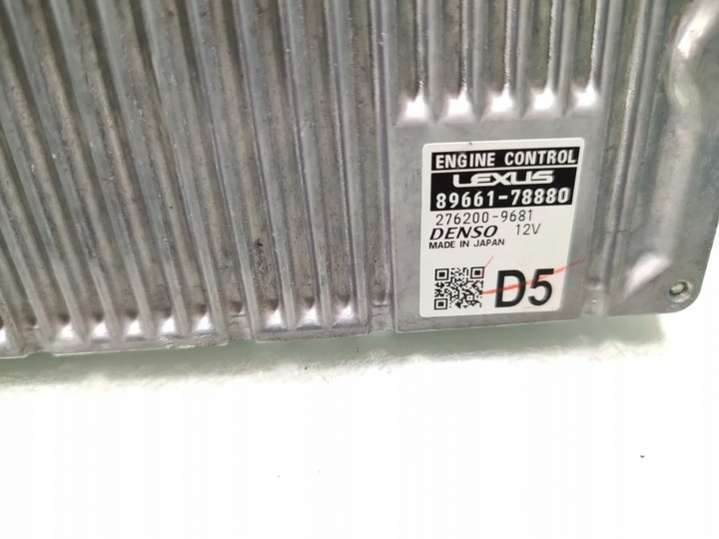 ENGINE CONTROL
LEXUS
89661-78880
276200-9681
DENSO 12V
MADE IN JAPAN
D5